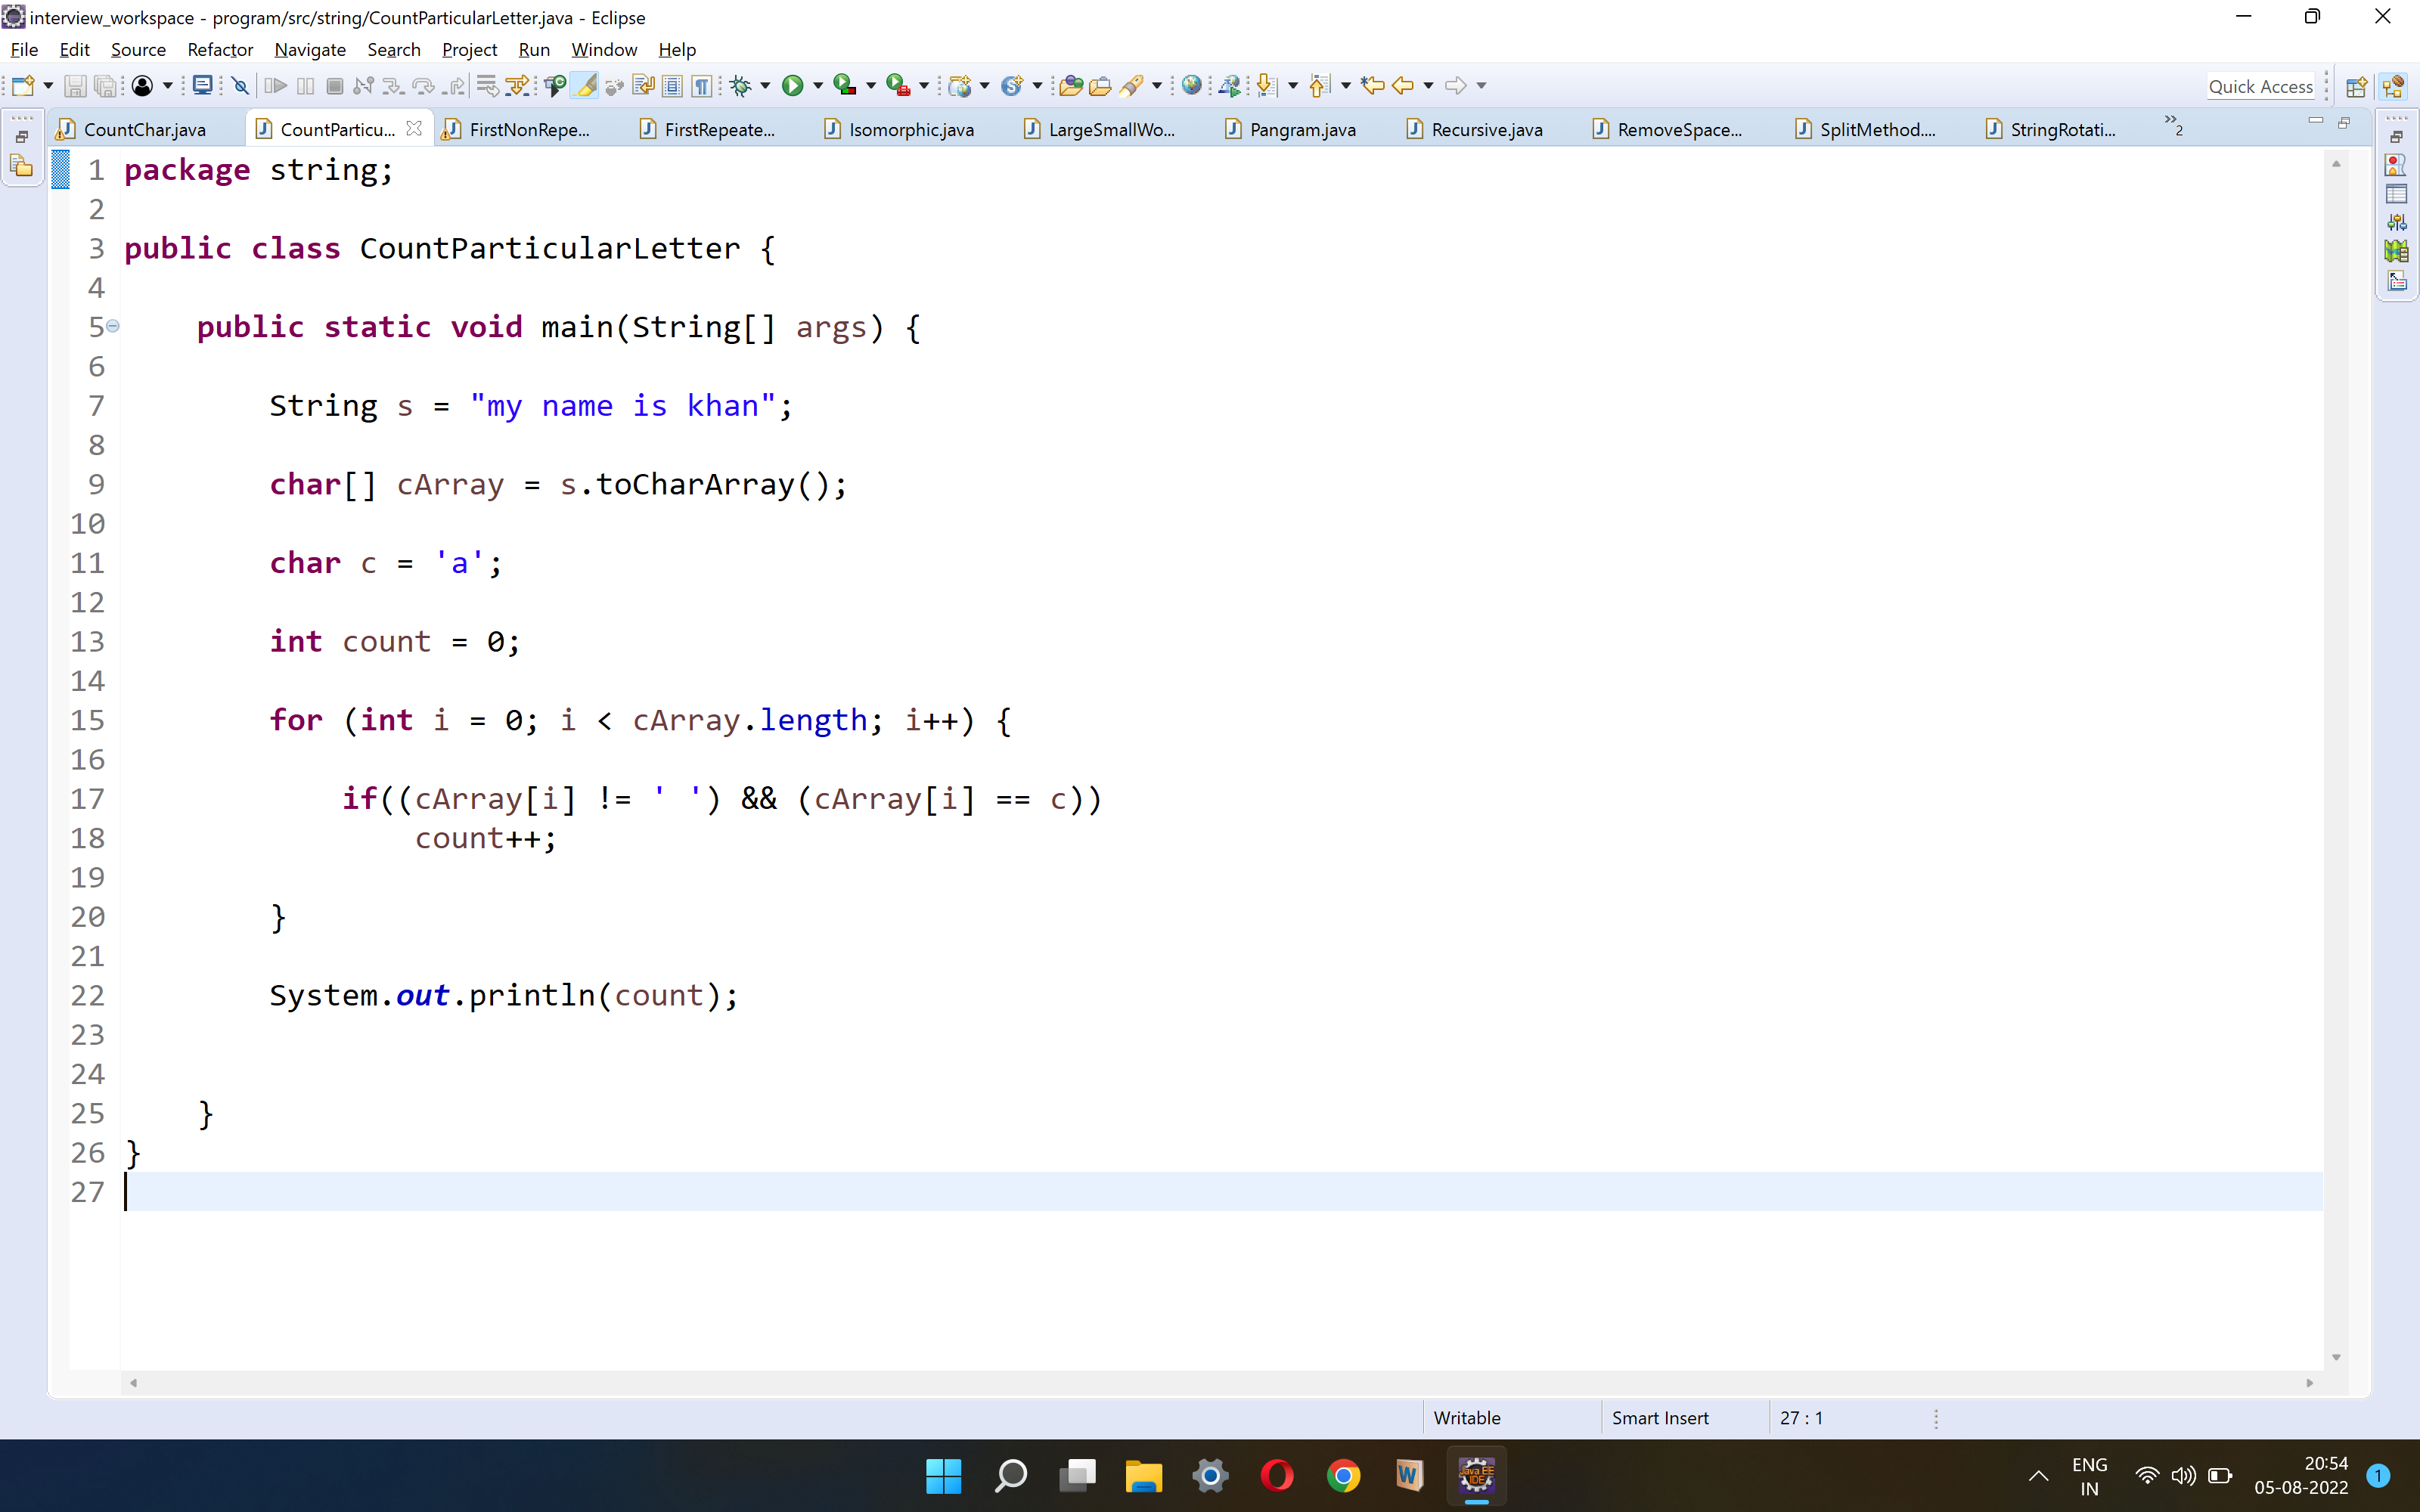 interview_workspace - program/src/string/CountParticularLetter.java - Eclipse
File Edit Source Refactor Navigate Search Project Run Window Help
Quick Access
CountChar.java CountParticu... FirstNonRepe... FirstRepeate... Isomorphic.java LargeSmallWo... Pangram.java Recursive.java RemoveSpace... SplitMethod.... StringRotati... »2
1 package string;
2
3 public class CountParticularLetter {
4
5 public static void main(String[] args) {
6
7 String s = "my name is khan";
8
9 char[] cArray = s.toCharArray();
10
11 char c = 'a';
12
13 int count = 0;
14
15 for (int i = 0; i < cArray.length; i++) {
16
17 if((cArray[i] != ' ') && (cArray[i] == c))
18 count++;
19
20 }
21
22 System.out.println(count);
23
24
25 }
26 }
27
Writable Smart Insert 27 : 1
W Java EE IDE
ENG IN
20:54
05-08-2022
1